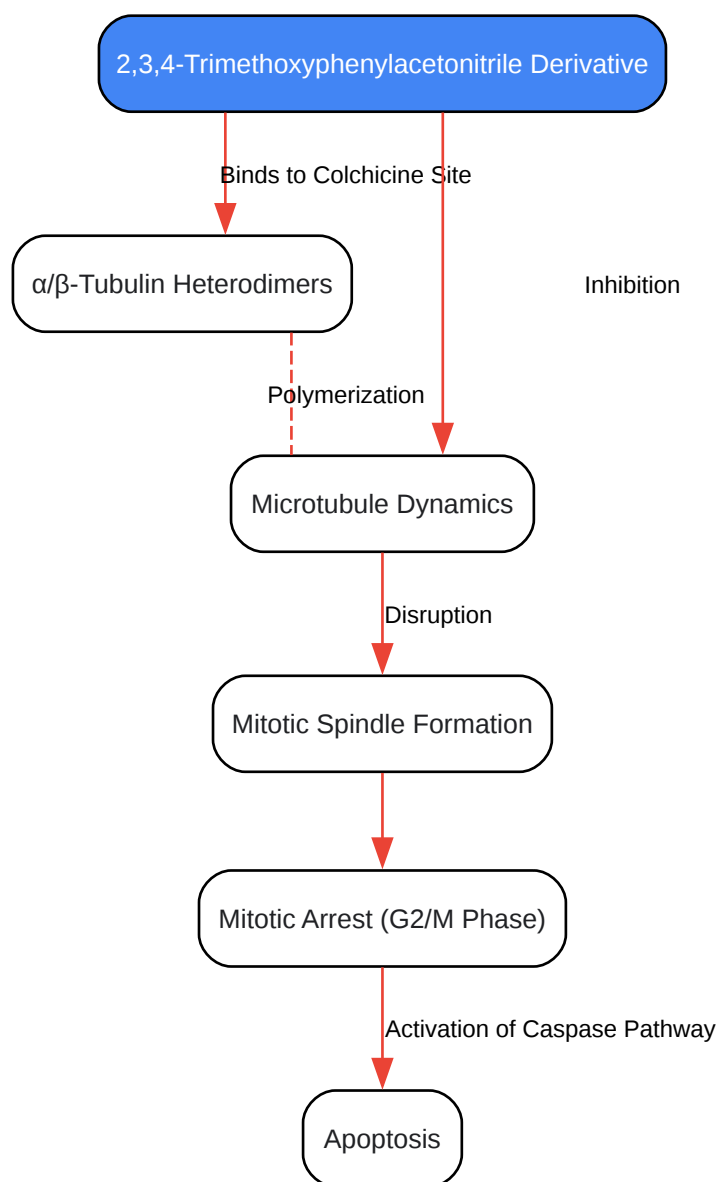 2,3,4-Trimethoxyphenylacetonitrile Derivative
Binds to Colchicine Site
α/β-Tubulin Heterodimers
Inhibition
Polymerization
Microtubule Dynamics
Disruption
Mitotic Spindle Formation
Mitotic Arrest (G2/M Phase)
Activation of Caspase Pathway
Apoptosis